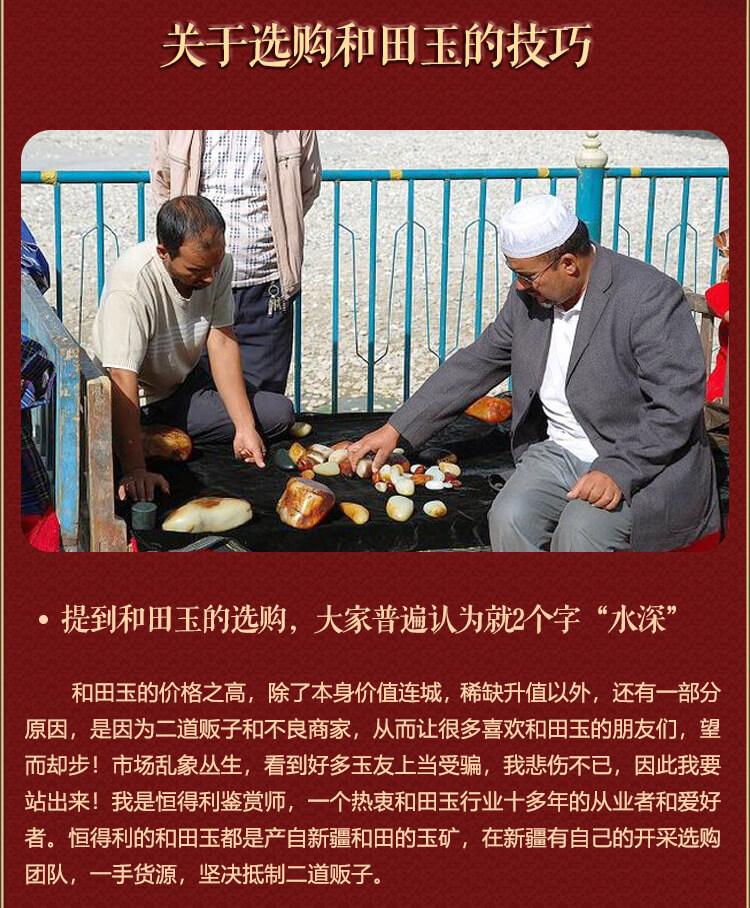 关于选购和田玉的技巧
• 提到和田玉的选购，大家普遍认为就2个字“水深”
和田玉的价格之高，除了本身价值连城，稀缺升值以外，还有一部分
原因，是因为二道贩子和不良商家，从而让很多喜欢和田玉的朋友们，望
而却步！市场乱象丛生，看到好多玉友上当受骗，我悲伤不已，因此我要
站出来！我是恒得利鉴赏师，一个热衷和田玉行业十多年的从业者和爱好
者。恒得利的和田玉都是产自新疆和田的玉矿，在新疆有自己的开采选购
团队，一手货源，坚决抵制二道贩子。